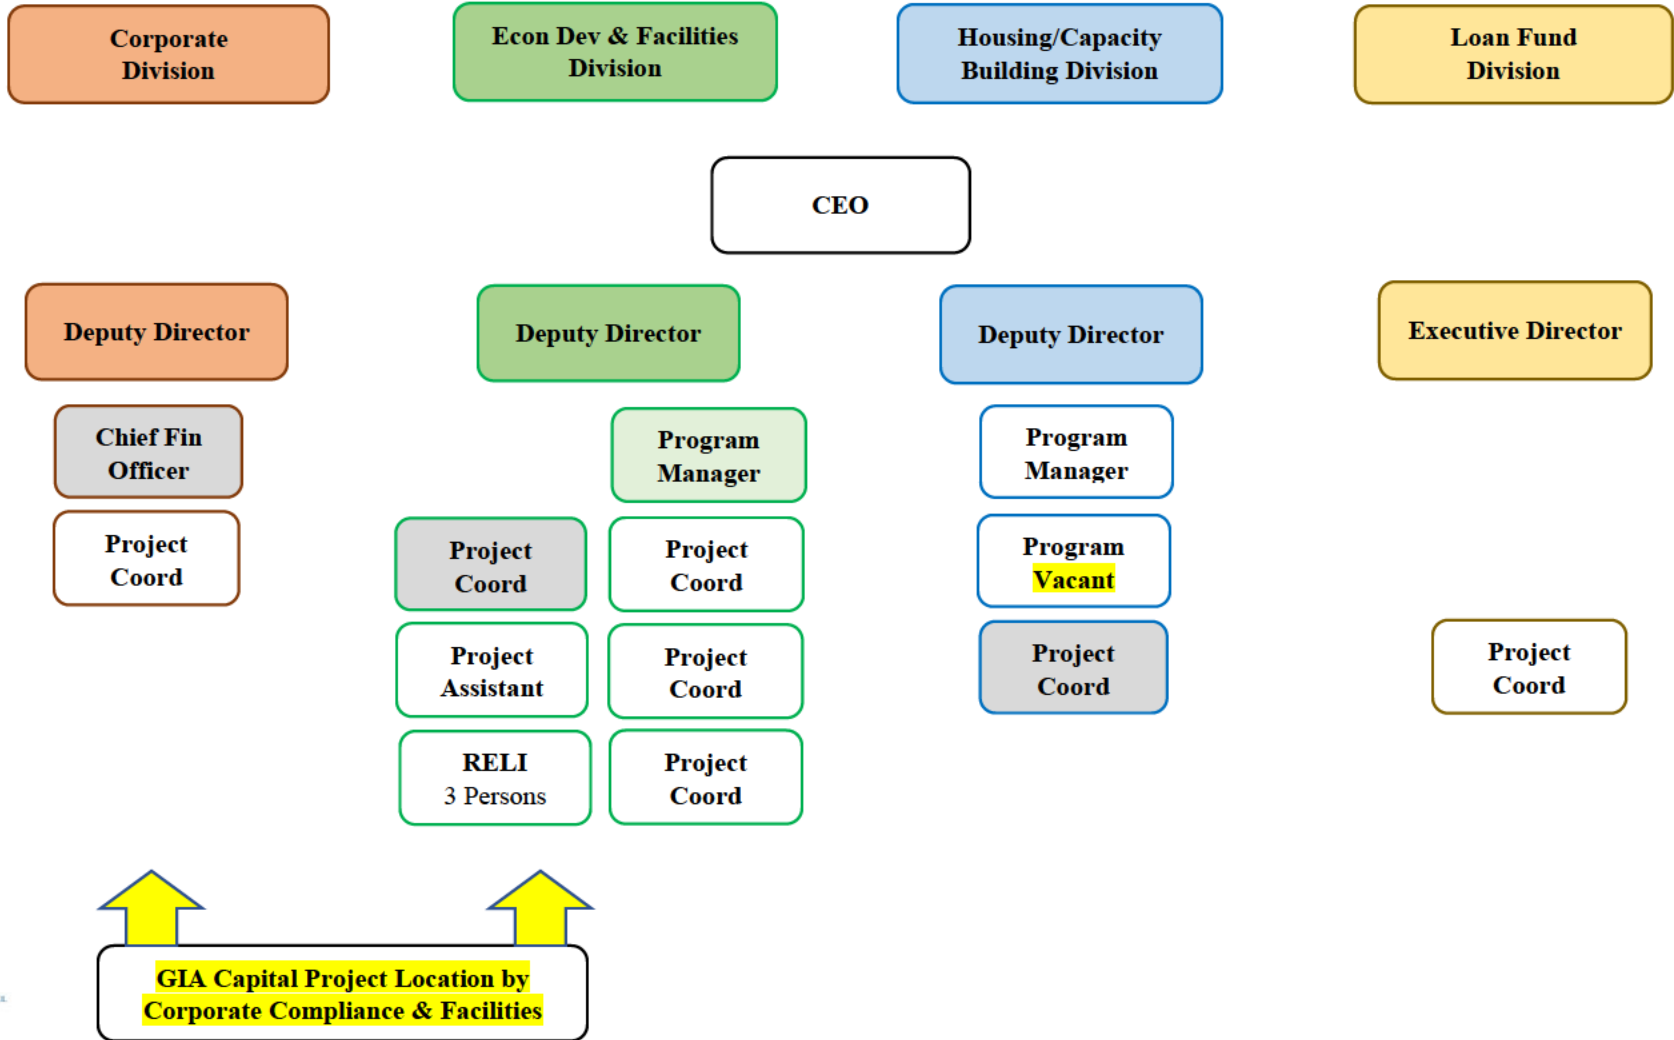 Corporate
Division
Econ Dev & Facilities
Division
Housing/Capacity
Building Division
Loan Fund
Division
CEO
Deputy Director
Deputy Director
Deputy Director
Executive Director
Chief Fin
Officer
Program
Manager
Program
Manager
Project
Coord
Project
Coord
Project
Coord
Program
Vacant
Project
Assistant
Project
Coord
Project
Coord
Project
Coord
RELI
3 Persons
Project
Coord
GIA Capital Project Location by
Corporate Compliance & Facilities